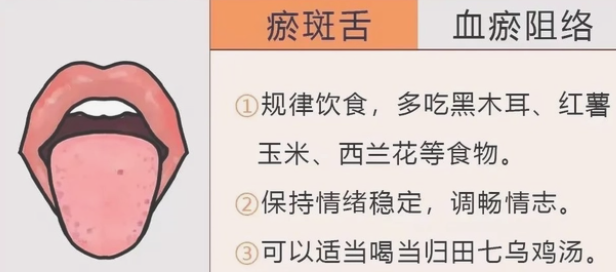 瘀斑舌
血瘀阻络
①规律饮食，多吃黑木耳、红薯
玉米、西兰花等食物。
②保持情绪稳定，调畅情志。
③可以适当喝当归田七乌鸡汤。